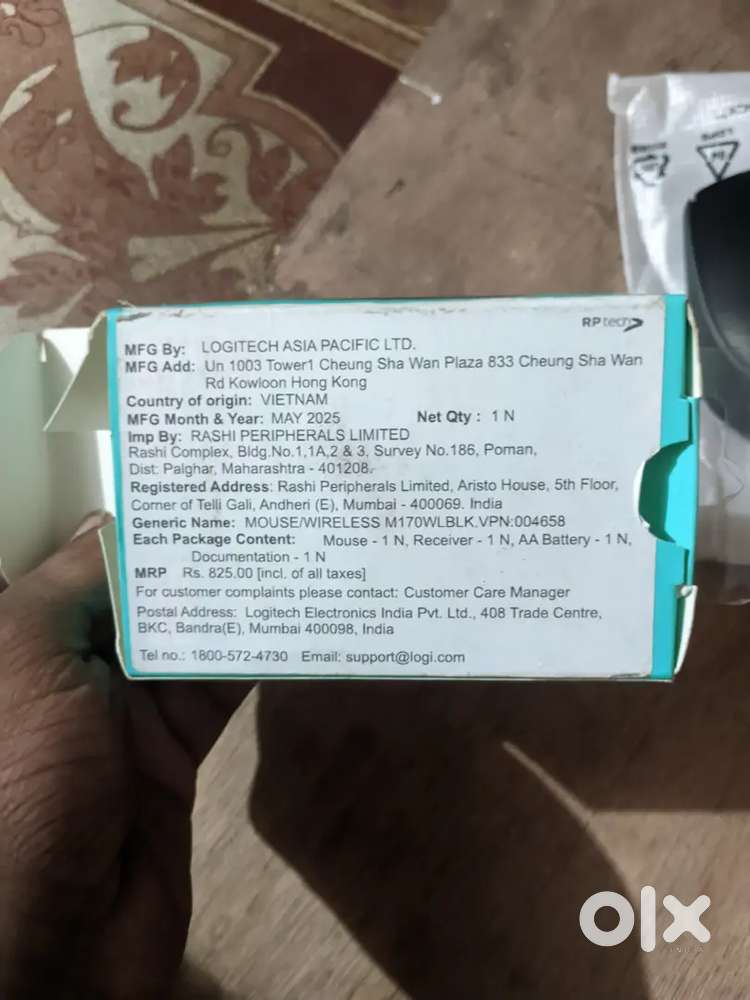 RP tech
MFG By: LOGITECH ASIA PACIFIC LTD.
MFG Add: Un 1003 Tower1 Cheung Sha Wan Plaza 833 Cheung Sha Wan
Rd Kowloon Hong Kong
Country of origin: VIETNAM
MFG Month & Year: MAY 2025 Net Qty : 1 N
Imp By: RASHI PERIPHERALS LIMITED
Rashi Complex, Bldg.No.1,1A,2 & 3, Survey No.186, Poman,
Dist: Palghar, Maharashtra - 401208.
Registered Address: Rashi Peripherals Limited, Aristo House, 5th Floor,
Corner of Telli Gali, Andheri (E), Mumbai - 400069. India
Generic Name: MOUSE/WIRELESS M170WLBLK.VPN:004658
Each Package Content: Mouse - 1 N, Receiver - 1 N, AA Battery - 1 N,
Documentation - 1 N
MRP Rs. 825.00 [incl. of all taxes]
For customer complaints please contact: Customer Care Manager
Postal Address: Logitech Electronics India Pvt. Ltd., 408 Trade Centre,
BKC, Bandra(E), Mumbai 400098, India
Tel no.: 1800-572-4730 Email: support@logi.com
olx
INDIA